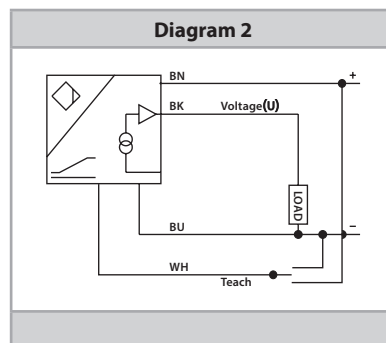 Diagram 2
BN
+
BK
Voltage(U)
LOAD
BU
−
WH
Teach